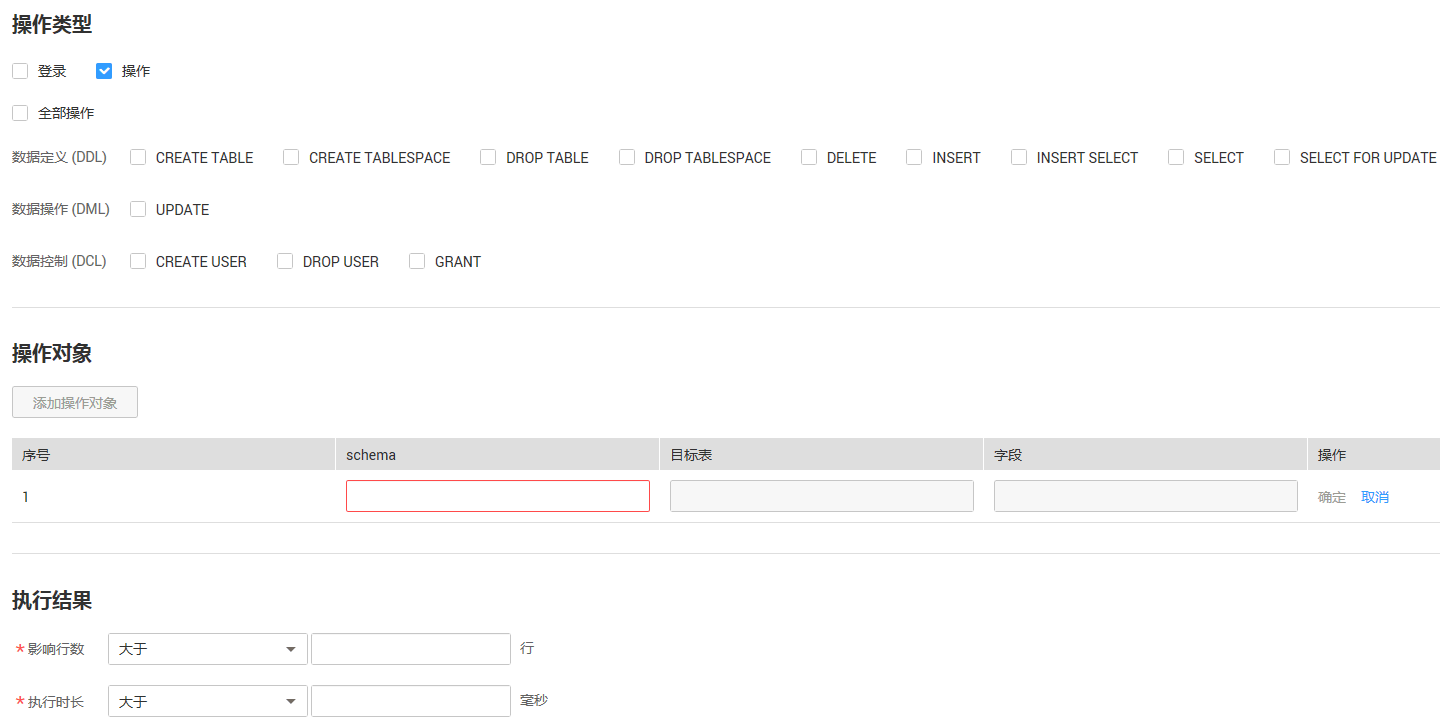 操作类型
登录 操作
全部操作
数据定义 (DDL) CREATE TABLE CREATE TABLESPACE DROP TABLE DROP TABLESPACE DELETE INSERT INSERT SELECT SELECT SELECT FOR UPDATE
数据操作 (DML) UPDATE
数据控制 (DCL) CREATE USER DROP USER GRANT
操作对象
添加操作对象
序号 schema 目标表 字段 操作
1 确定 取消
执行结果
* 影响行数 大于 行
* 执行时长 大于 毫秒